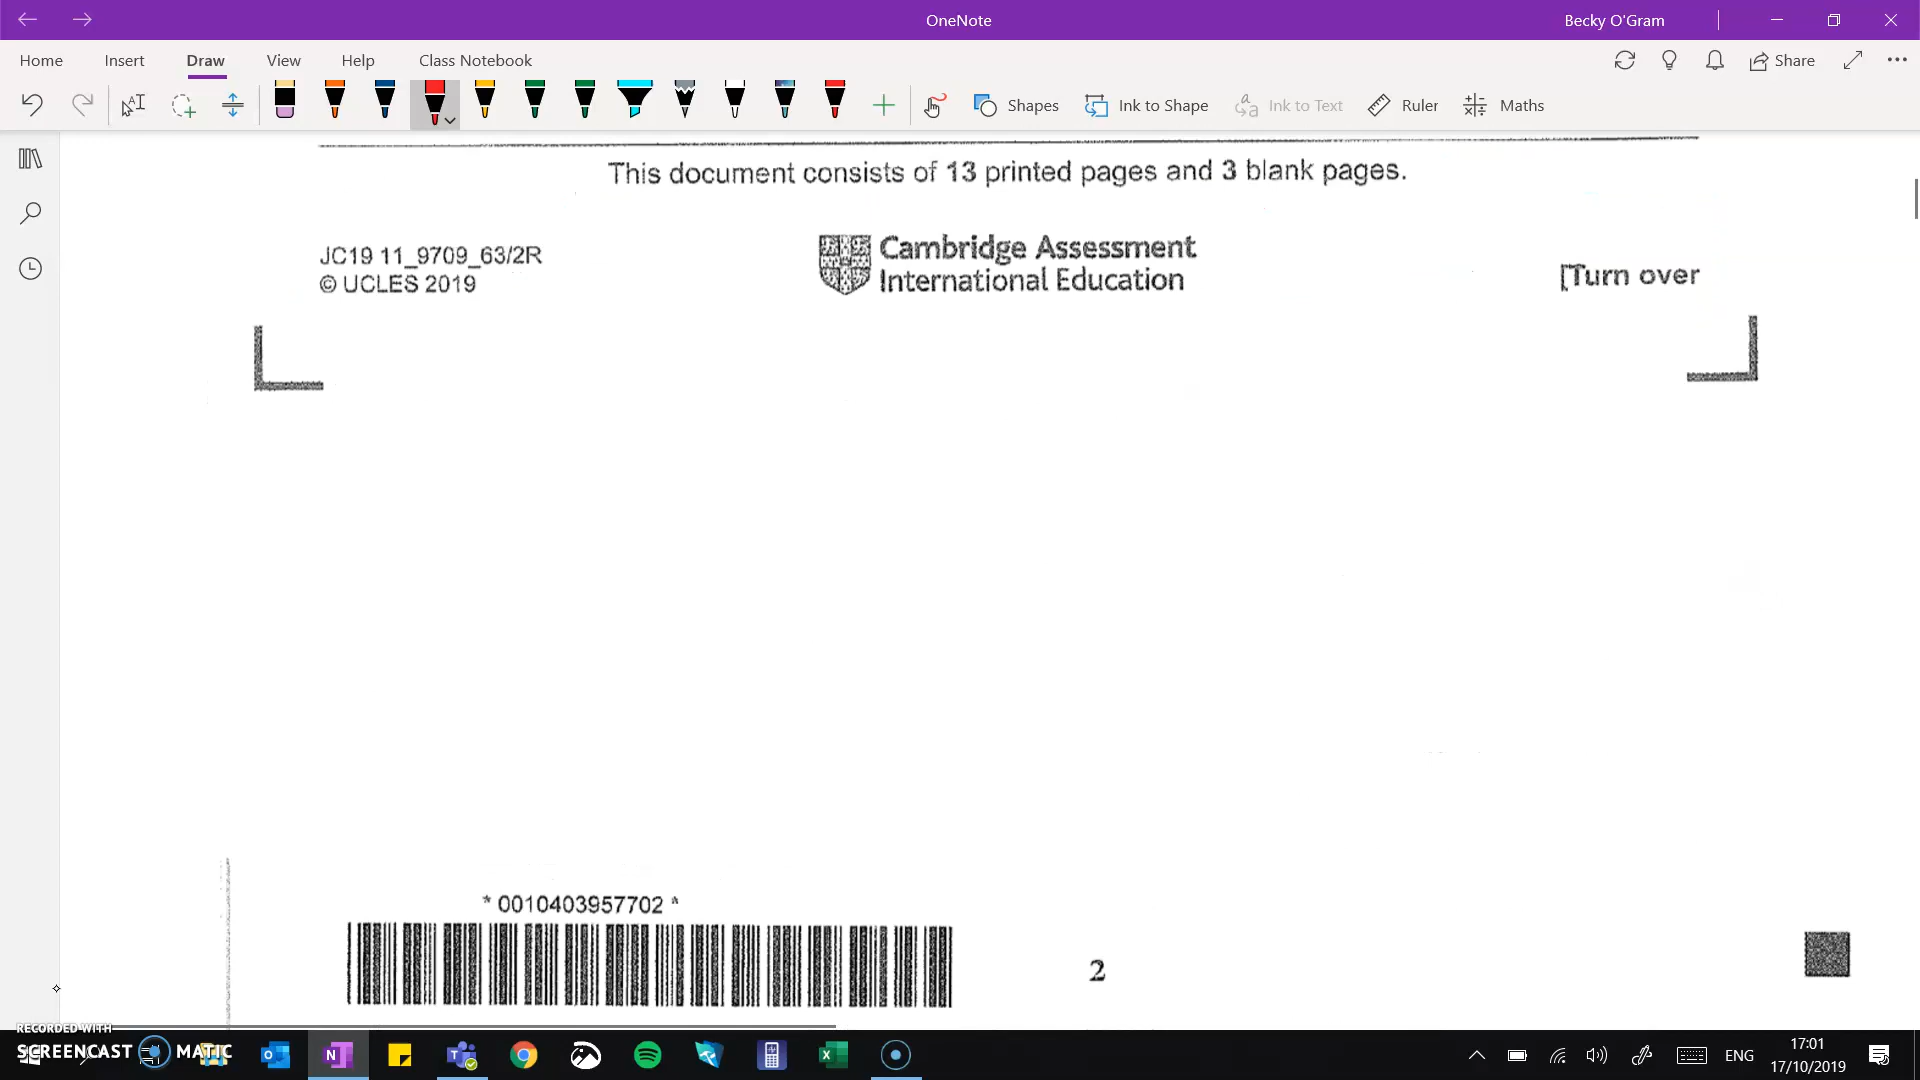 OneNote
Becky O'Gram
Home Insert Draw View Help Class Notebook
Share
Shapes Ink to Shape Ink to Text Ruler Maths
This document consists of 13 printed pages and 3 blank pages.
JC19 11_9709_63/2R
© UCLES 2019
Cambridge Assessment
International Education
[Turn over
* 0010403957702 *
2
RECORDED WITH
SCREENCAST MATIC
ENG
17:01
17/10/2019